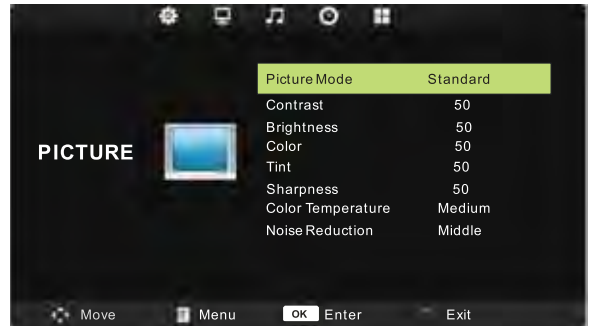 Picture Mode Standard
Contrast 50
Brightness 50
Color 50
PICTURE
Tint 50
Sharpness 50
Color Temperature Medium
Noise Reduction Middle
Move Menu OK Enter Exit